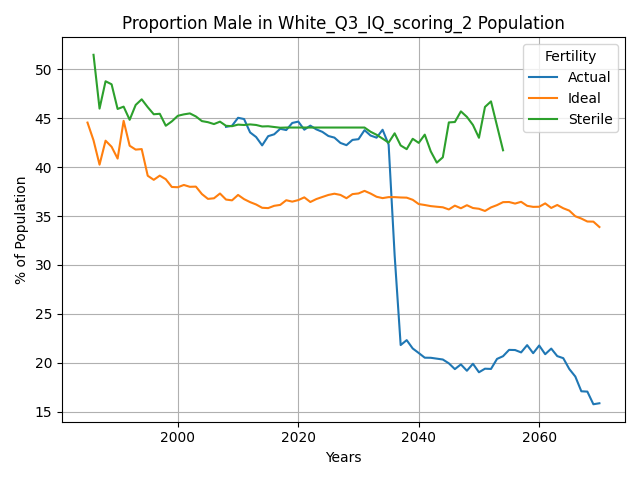 Proportion Male in White_Q3_IQ_scoring_2 Population
Fertility
Actual
Ideal
Sterile
% of Population
50
45
40
35
30
25
20
15
2000
2020
2040
2060
Years